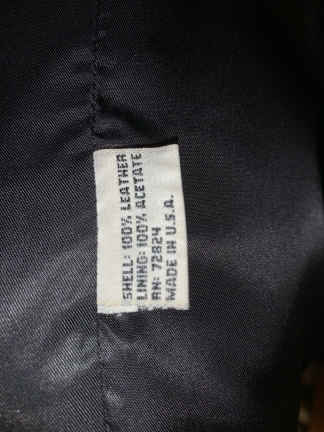 SHELL: 100% LEATHER
LINING: 100% ACETATE
RN: 72824
MADE IN U.S.A.